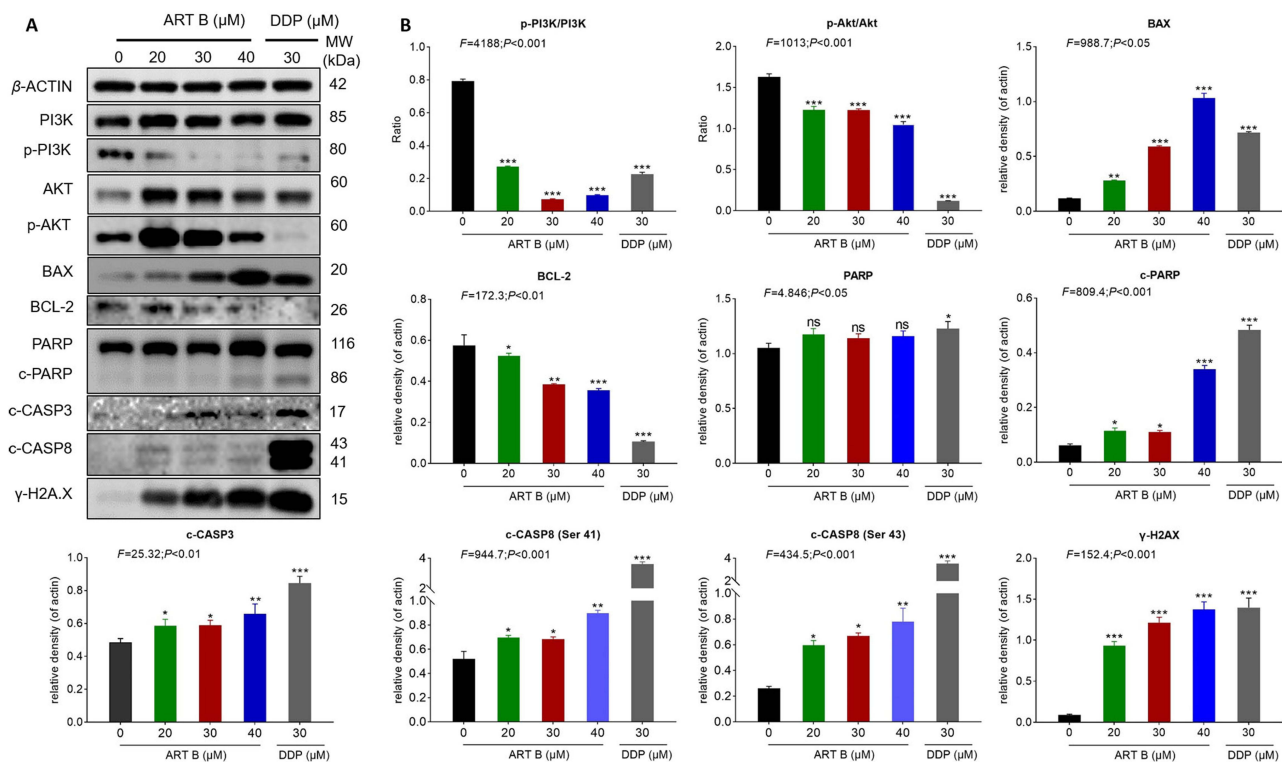 A
ART B (µM) DDP (µM)
0 20 30 40 30
MW
(kDa)
β-ACTIN 42
PI3K 85
p-PI3K 80
AKT 60
p-AKT 60
BAX 20
BCL-2 26
PARP 116
c-PARP 86
c-CASP3 17
c-CASP8 43
41
γ-H2A.X 15
B
p-PI3K/PI3K
F=4188;P<0.001
Ratio
1.0
0.8
0.6
0.4
0.2
0.0
*** *** *** ***
0 20 30 40 30
ART B (µM) DDP (µM)
p-Akt/Akt
F=1013;P<0.001
Ratio
2.0
1.5
1.0
0.5
0.0
*** *** *** ***
0 20 30 40 30
ART B (µM) DDP (µM)
BAX
F=988.7;P<0.05
relative density (of actin)
1.5
1.0
0.5
0.0
** *** *** ***
0 20 30 40 30
ART B (µM) DDP (µM)
BCL-2
F=172.3;P<0.01
relative density (of actin)
0.8
0.6
0.4
0.2
0.0
* ** *** ***
0 20 30 40 30
ART B (µM) DDP (µM)
PARP
F=4.846;P<0.05
relative density (of actin)
1.5
1.0
0.5
0.0
ns ns ns *
0 20 30 40 30
ART B (µM) DDP (µM)
c-PARP
F=809.4;P<0.001
relative density (of actin)
0.6
0.4
0.2
0.0
* * *** ***
0 20 30 40 30
ART B (µM) DDP (µM)
c-CASP3
F=25.32;P<0.01
relative density (of actin)
1.0
0.8
0.6
0.4
0.2
0.0
* * ** ***
0 20 30 40 30
ART B (µM) DDP (µM)
c-CASP8 (Ser 41)
F=944.7;P<0.001
relative density (of actin)
4
2
1.0
0.8
0.6
0.4
0.2
0.0
* * ** ***
0 20 30 40 30
ART B (µM) DDP (µM)
c-CASP8 (Ser 43)
F=434.5;P<0.001
relative density (of actin)
4
2
1.0
0.8
0.6
0.4
0.2
0.0
* * ** ***
0 20 30 40 30
ART B (µM) DDP (µM)
γ-H2AX
F=152.4;P<0.001
relative density (of actin)
2.0
1.5
1.0
0.5
0.0
*** *** *** ***
0 20 30 40 30
ART B (µM) DDP (µM)